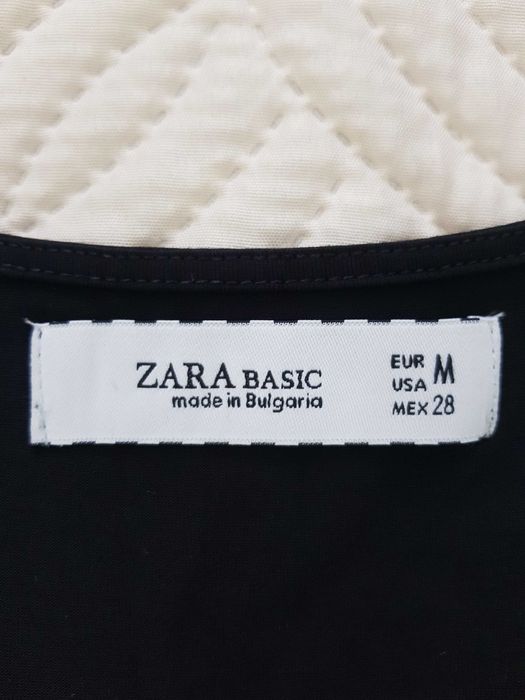 ZARA BASIC
made in Bulgaria
EUR M
USA
MEX 28